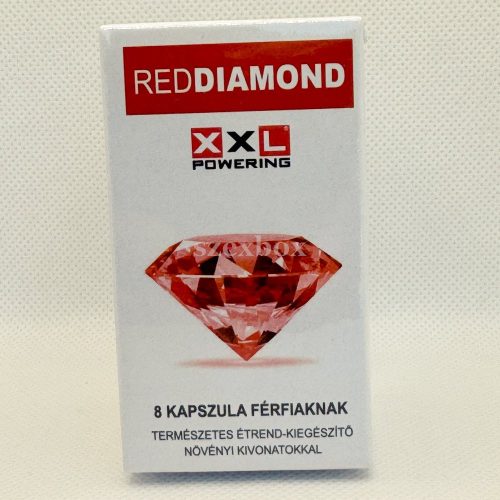 REDDIAMOND
XXL
POWERING
szexbox
8 KAPSZULA FÉRFIAKNAK
TERMÉSZETES ÉTREND-KIEGÉSZÍTŐ
NÖVÉNYI KIVONATOKKAL